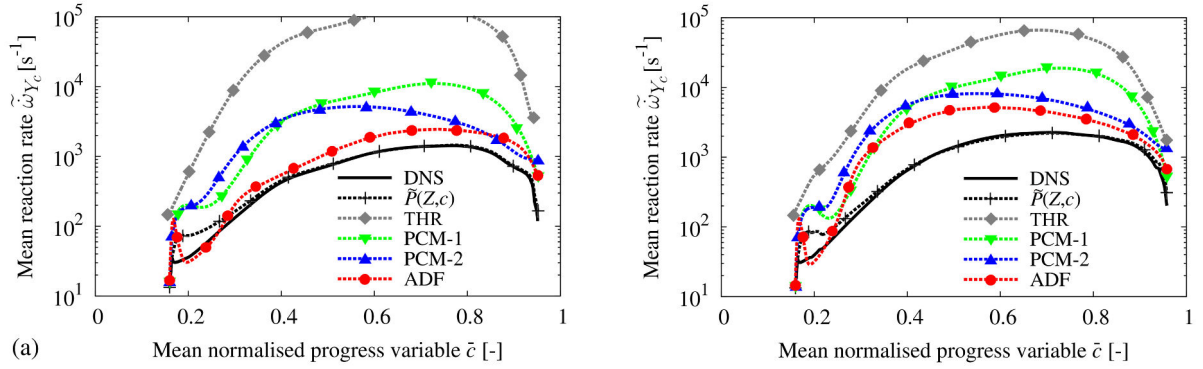 10^5
10^4
10^3
10^2
10^1
Mean reaction rate ω̃_{Y_c} [s^{-1}]
DNS
P̃(Z,c)
THR
PCM-1
PCM-2
ADF
0 0.2 0.4 0.6 0.8 1
(a) Mean normalised progress variable c̄ [-]
10^5
10^4
10^3
10^2
10^1
Mean reaction rate ω̃_{Y_c} [s^{-1}]
DNS
P̃(Z,c)
THR
PCM-1
PCM-2
ADF
0 0.2 0.4 0.6 0.8 1
Mean normalised progress variable c̄ [-]